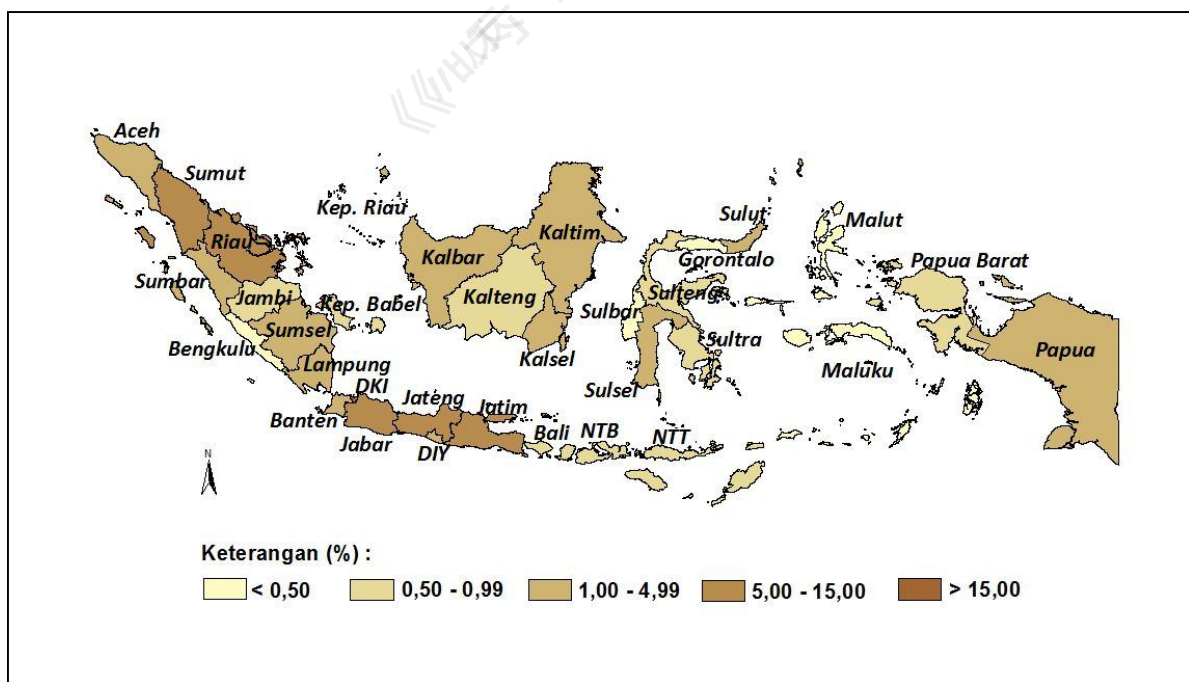 Aceh
Sumut
Kep. Riau
Riau
Sumbar
Jambi
Kep. Babel
Sumsel
Bengkulu
Lampung
DKI
Banten
Jabar
Jateng
DIY
Jatim
Bali
NTB
NTT
Kalbar
Kalteng
Kaltim
Kalsel
Sulut
Gorontalo
Sulteng
Sulbar
Sultra
Sulsel
Malut
Maluku
Papua Barat
Papua
N
Keterangan (%) :
< 0,50 0,50 - 0,99 1,00 - 4,99 5,00 - 15,00 > 15,00